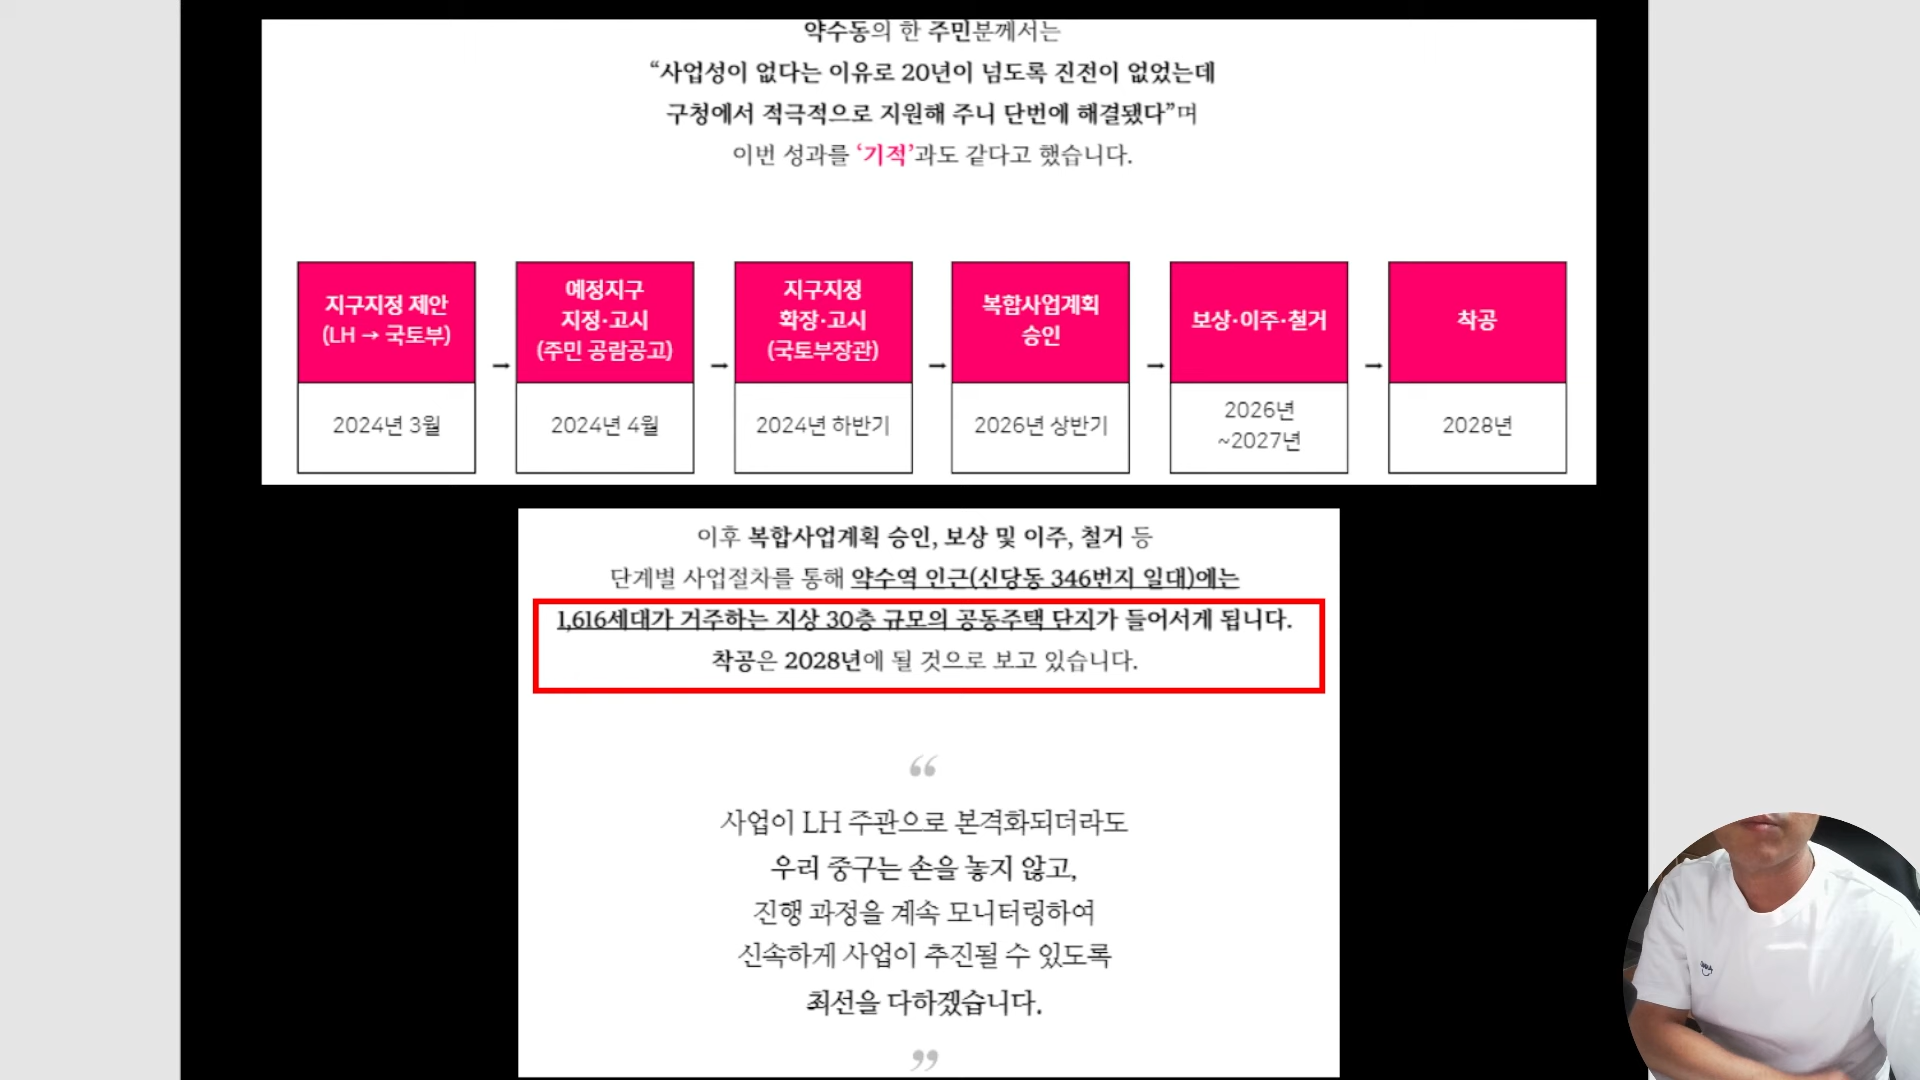 약수동의 한 주민분께서는
“사업성이 없다는 이유로 20년이 넘도록 진전이 없었는데
구청에서 적극적으로 지원해 주니 단번에 해결됐다”며
이번 성과를 ‘기적’과도 같다고 했습니다.
지구지정 제안
(LH → 국토부)
2024년 3월
→
예정지구
지정·고시
(주민 공람공고)
2024년 4월
→
지구지정
확장·고시
(국토부장관)
2024년 하반기
→
복합사업계획
승인
2026년 상반기
→
보상·이주·철거
2026년
~2027년
→
착공
2028년
이후 복합사업계획 승인, 보상 및 이주, 철거 등
단계별 사업절차를 통해 약수역 인근(신당동 346번지 일대)에는
1,616세대가 거주하는 지상 30층 규모의 공동주택 단지가 들어서게 됩니다.
착공은 2028년에 될 것으로 보고 있습니다.
“
사업이 LH 주관으로 본격화되더라도
우리 중구는 손을 놓지 않고,
진행 과정을 계속 모니터링하여
신속하게 사업이 추진될 수 있도록
최선을 다하겠습니다.
”